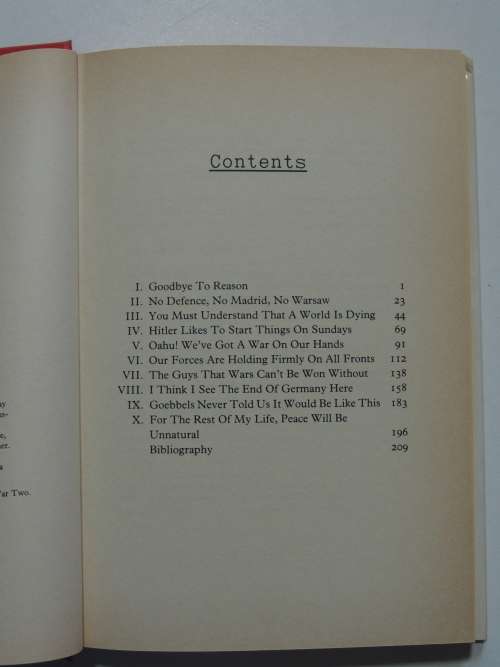 Contents
I. Goodbye To Reason 1
II. No Defence, No Madrid, No Warsaw 23
III. You Must Understand That A World Is Dying 44
IV. Hitler Likes To Start Things On Sundays 69
V. Oahu! We've Got A War On Our Hands 91
VI. Our Forces Are Holding Firmly On All Fronts 112
VII. The Guys That Wars Can't Be Won Without 138
VIII. I Think I See The End Of Germany Here 158
IX. Goebbels Never Told Us It Would Be Like This 183
X. For The Rest Of My Life, Peace Will Be
Unnatural 196
Bibliography 209
Two.